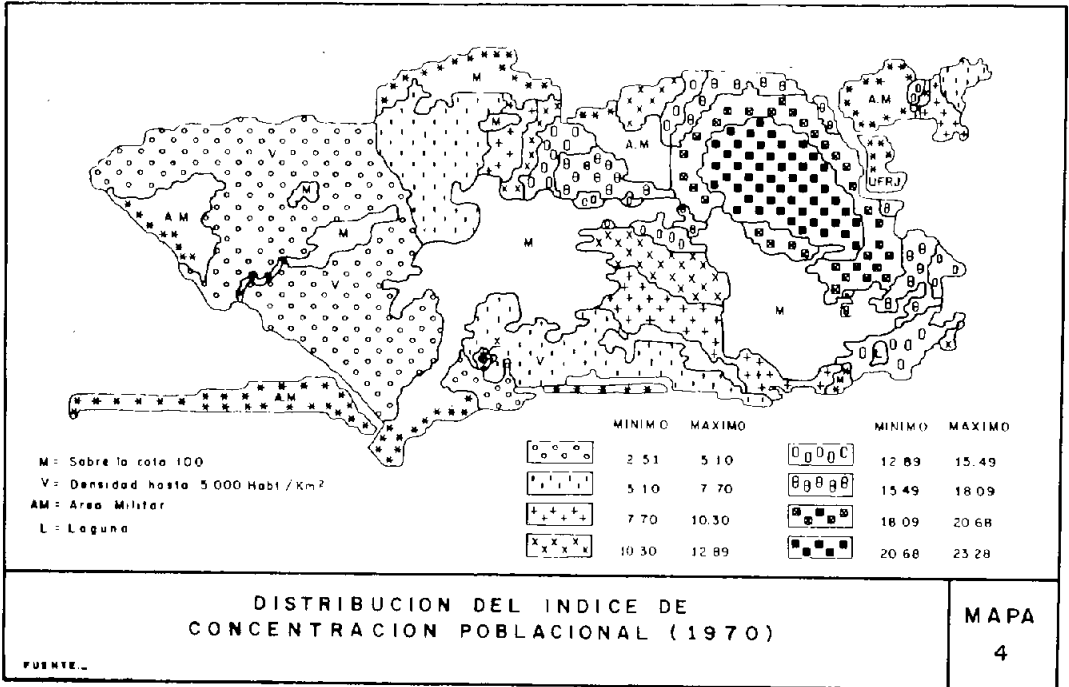 M
A.M
A.M
UFRJ
V
M
M
A.M
M
M
V
M
V
L
M
A.M
M = Sobre la cota 100
V = Densidad hasta 5.000 Habt / Km²
AM = Area Militar
L = Laguna
MINIMO MAXIMO
2.51 5.10
5.10 7.70
7.70 10.30
10.30 12.89
MINIMO MAXIMO
12.89 15.49
15.49 18.09
18.09 20.68
20.68 23.28
DISTRIBUCION DEL INDICE DE
CONCENTRACION POBLACIONAL (1970)
FUENTE._
MAPA
4